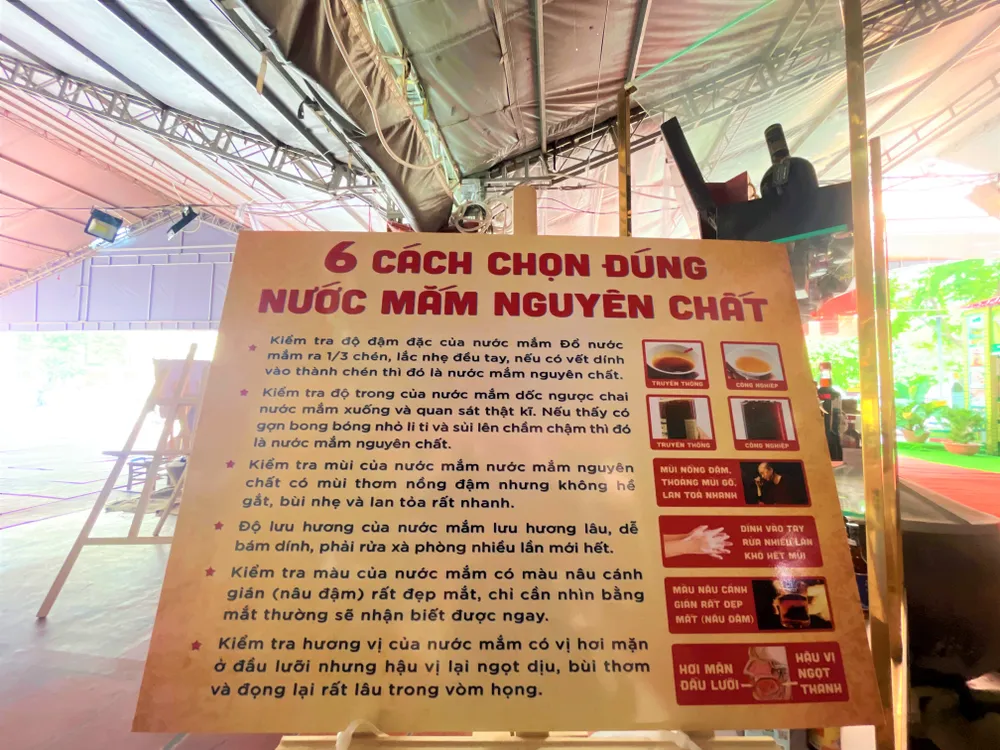 6 CÁCH CHỌN ĐÚNG
NƯỚC MẮM NGUYÊN CHẤT
Kiểm tra độ đậm đặc của nước mắm Đổ nước
mắm ra 1/3 chén, lắc nhẹ đều tay, nếu có vết dính
vào thành chén thì đó là nước mắm nguyên chất.
Kiểm tra độ trong của nước mắm dốc ngược chai
nước mắm xuống và quan sát thật kĩ. Nếu thấy có
gợn bong bóng nhỏ li ti và sủi lên chầm chậm thì đó
là nước mắm nguyên chất.
Kiểm tra mùi của nước mắm nước mắm nguyên
chất có mùi thơm nồng đậm nhưng không hề
gắt, bùi nhẹ và lan tỏa rất nhanh.
Độ lưu hương của nước mắm lưu hương lâu, dễ
bám dính, phải rửa xà phòng nhiều lần mới hết.
Kiểm tra màu của nước mắm có màu nâu cánh
gián (nâu đậm) rất đẹp mắt, chỉ cần nhìn bằng
mắt thường sẽ nhận biết được ngay.
Kiểm tra hương vị của nước mắm có vị hơi mặn
ở đầu lưỡi nhưng hậu vị lại ngọt dịu, bùi thơm
và đọng lại rất lâu trong vòm họng.
TRUYỀN THỐNG
CÔNG NGHIỆP
TRUYỀN THỐNG
CÔNG NGHIỆP
MÙI NỒNG ĐẬM,
THOẢNG MÙI GỖ,
LAN TOẢ NHANH
DÍNH VÀO TAY
RỬA NHIỀU LẦN
KHÓ HẾT MÙI
MÀU NÂU CÁNH
GIÁN RẤT ĐẸP
MẮT (NÂU ĐẬM)
HƠI MẶN
ĐẦU LƯỠI
HẬU VỊ
NGỌT
THANH